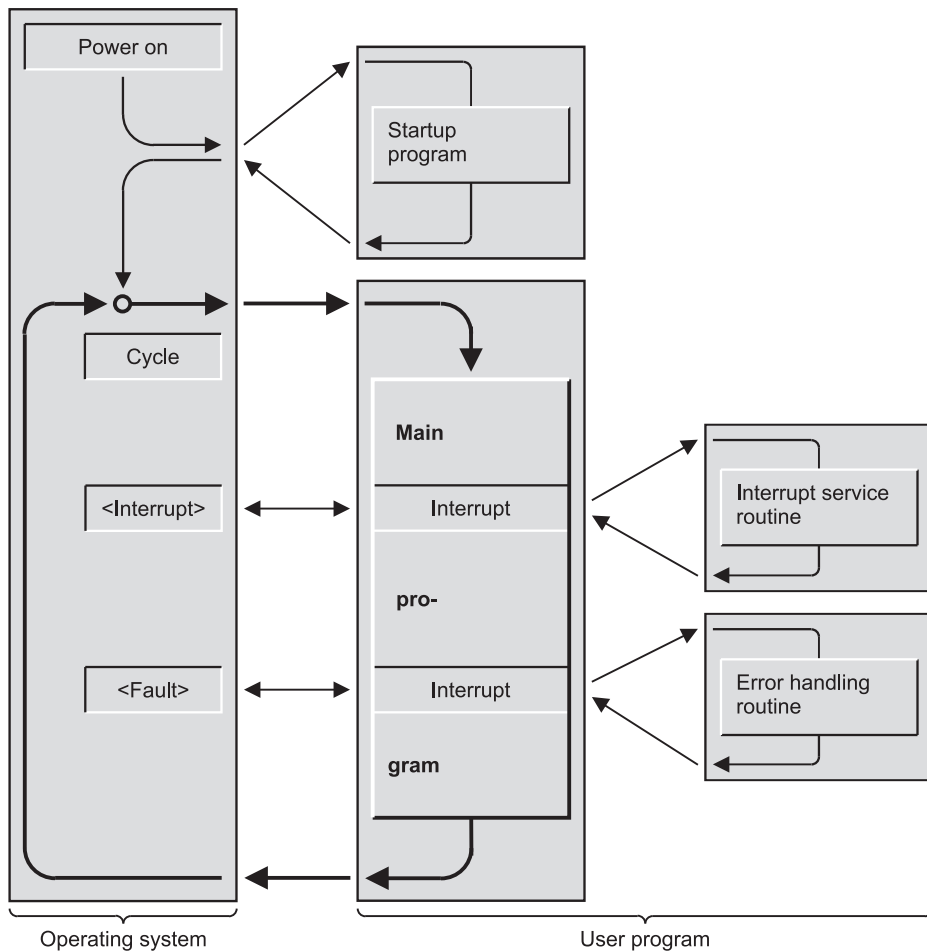 Power on
Startup
program
Cycle
Main
<Interrupt>
Interrupt
Interrupt service
routine
pro-
<Fault>
Interrupt
Error handling
routine
gram
Operating system
User program